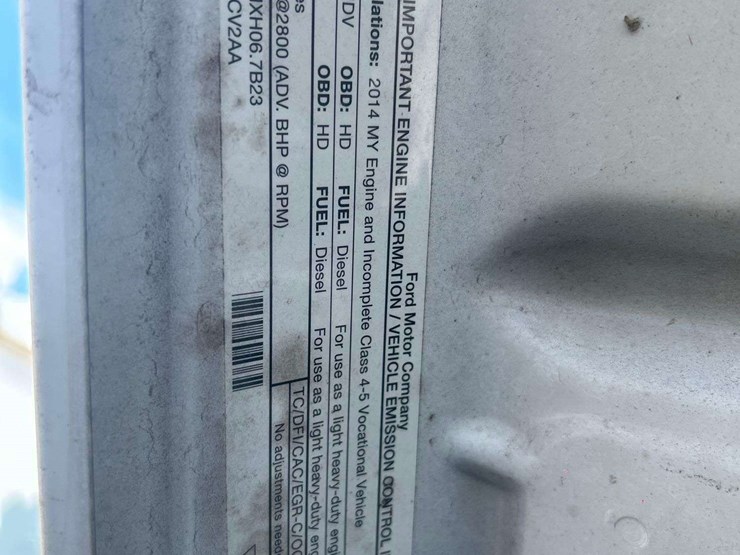 Ford Motor Company
IMPORTANT ENGINE INFORMATION / VEHICLE EMISSION CONTROL I
lations: 2014 MY Engine and Incomplete Class 4-5 Vocational Vehicle
DV OBD: HD FUEL: Diesel For use as a light heavy-duty engi
OBD: HD FUEL: Diesel For use as a light heavy-duty eng
es TC/DFI/CAC/EGR-C/OC
@2800 (ADV. BHP @ RPM) No adjustments need
XH06.7B23
CV2AA